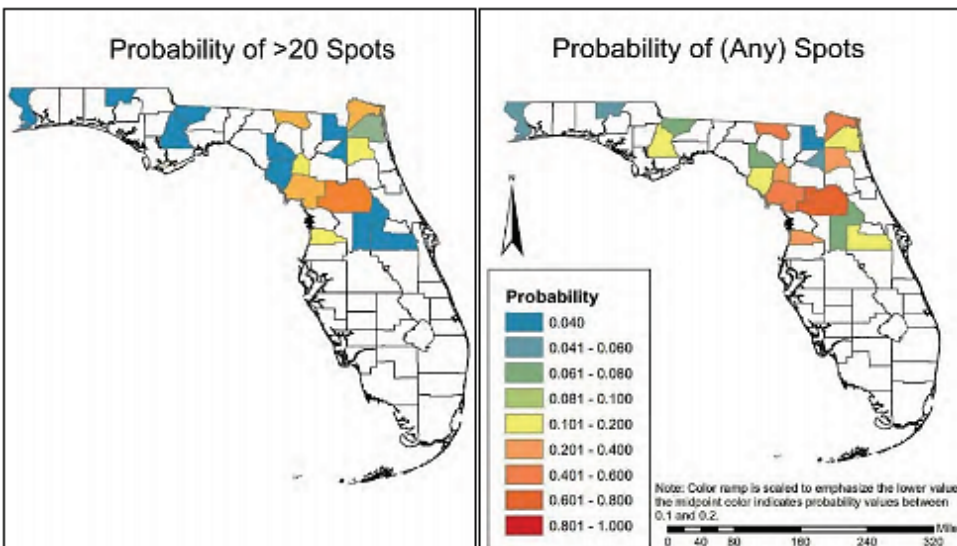 Probability of >20 Spots
Probability of (Any) Spots
N
Probability
0.040
0.041 - 0.060
0.061 - 0.080
0.081 - 0.100
0.101 - 0.200
0.201 - 0.400
0.401 - 0.600
0.601 - 0.800
0.801 - 1.000
Note: Color ramp is scaled to emphasize the lower value
the midpoint color indicates probability values between
0.1 and 0.2.
Mile
0 40 80 160 240 320